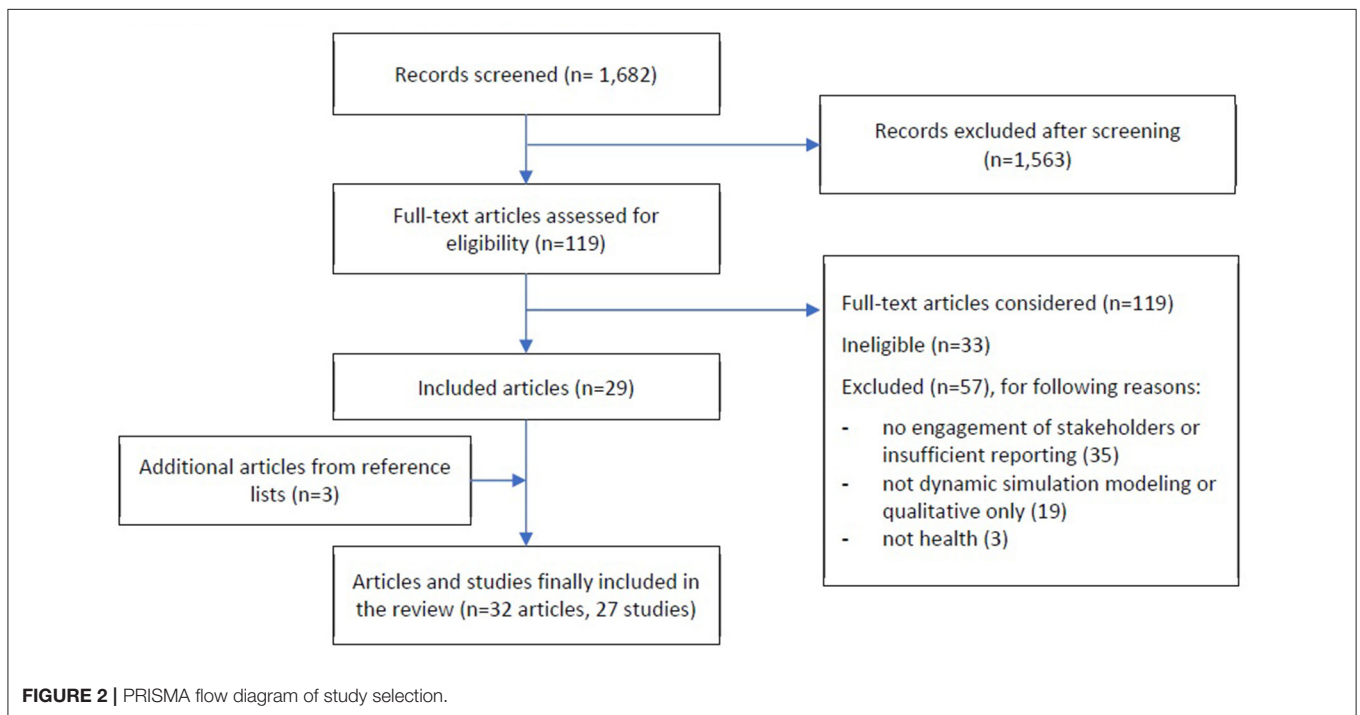 Records screened (n= 1,682)
Records excluded after screening
(n=1,563)
Full-text articles assessed for
eligibility (n=119)
Full-text articles considered (n=119)
Ineligible (n=33)
Excluded (n=57), for following reasons:
- no engagement of stakeholders or
insufficient reporting (35)
- not dynamic simulation modeling or
qualitative only (19)
- not health (3)
Included articles (n=29)
Additional articles from reference
lists (n=3)
Articles and studies finally included in
the review (n=32 articles, 27 studies)
FIGURE 2 | PRISMA flow diagram of study selection.